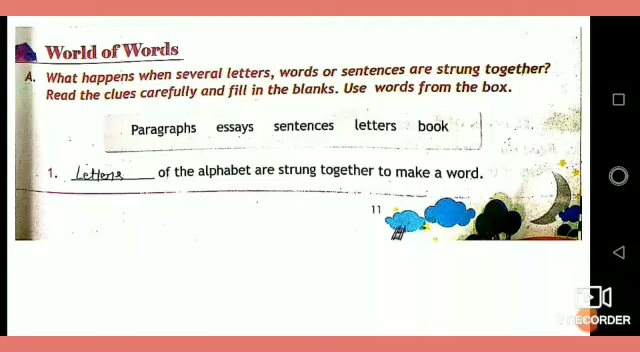 World of Words
A. What happens when several letters, words or sentences are strung together?
Read the clues carefully and fill in the blanks. Use words from the box.
Paragraphs essays sentences letters book
1. Letters of the alphabet are strung together to make a word.
11
RECORDER